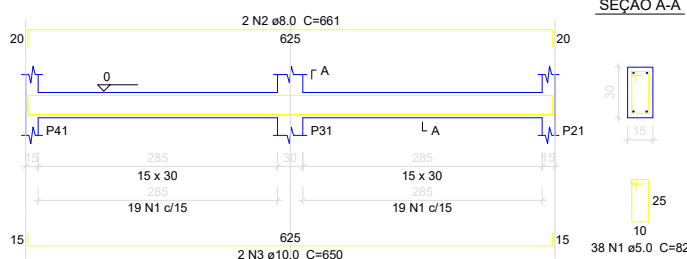 SEÇÃO A-A
2 N2 ø8.0 C=661
20 625 20
0
A
30
P41 P31 A P21
15 285 30 285 15
15
15 x 30 15 x 30
285 285
19 N1 c/15 19 N1 c/15
25
10
15 625 15
2 N3 ø10.0 C=650
38 N1 ø5.0 C=82